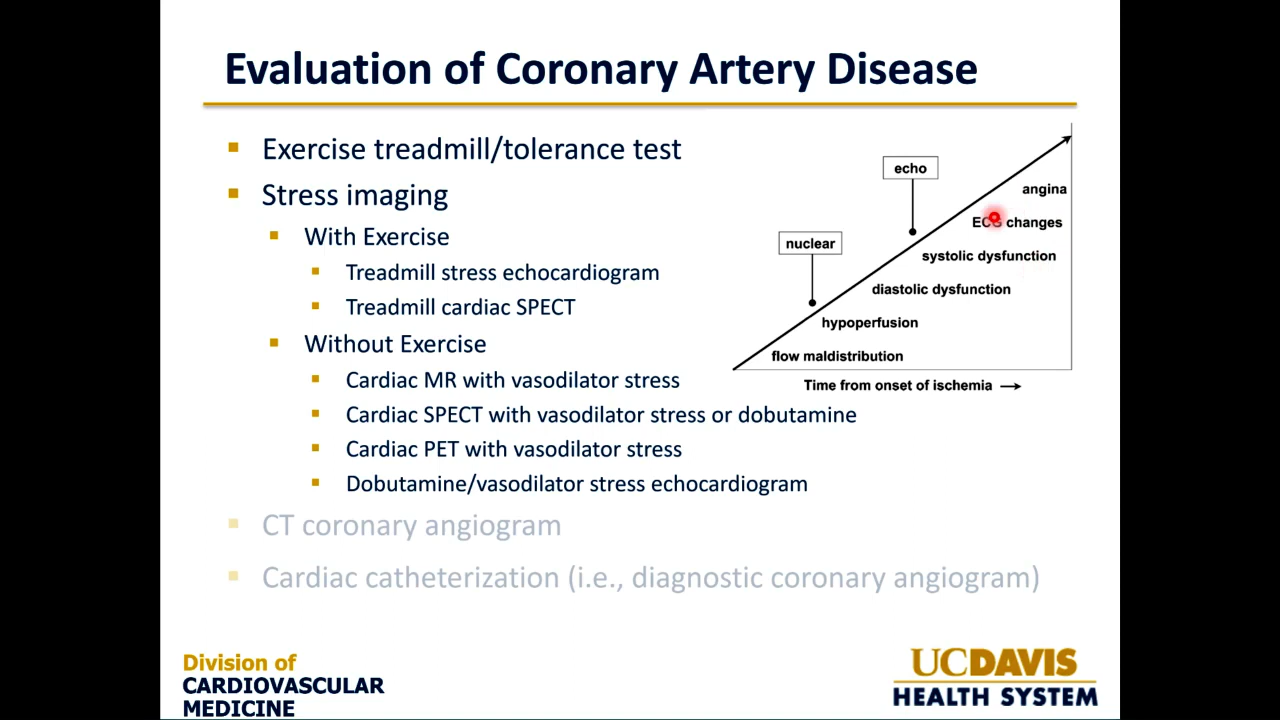 Evaluation of Coronary Artery Disease
Exercise treadmill/tolerance test
Stress imaging
With Exercise
Treadmill stress echocardiogram
Treadmill cardiac SPECT
Without Exercise
Cardiac MR with vasodilator stress
Cardiac SPECT with vasodilator stress or dobutamine
Cardiac PET with vasodilator stress
Dobutamine/vasodilator stress echocardiogram
CT coronary angiogram
Cardiac catheterization (i.e., diagnostic coronary angiogram)
echo
angina
ECG changes
nuclear
systolic dysfunction
diastolic dysfunction
hypoperfusion
flow maldistribution
Time from onset of ischemia
Division of
CARDIOVASCULAR
MEDICINE
UCDAVIS
HEALTH SYSTEM